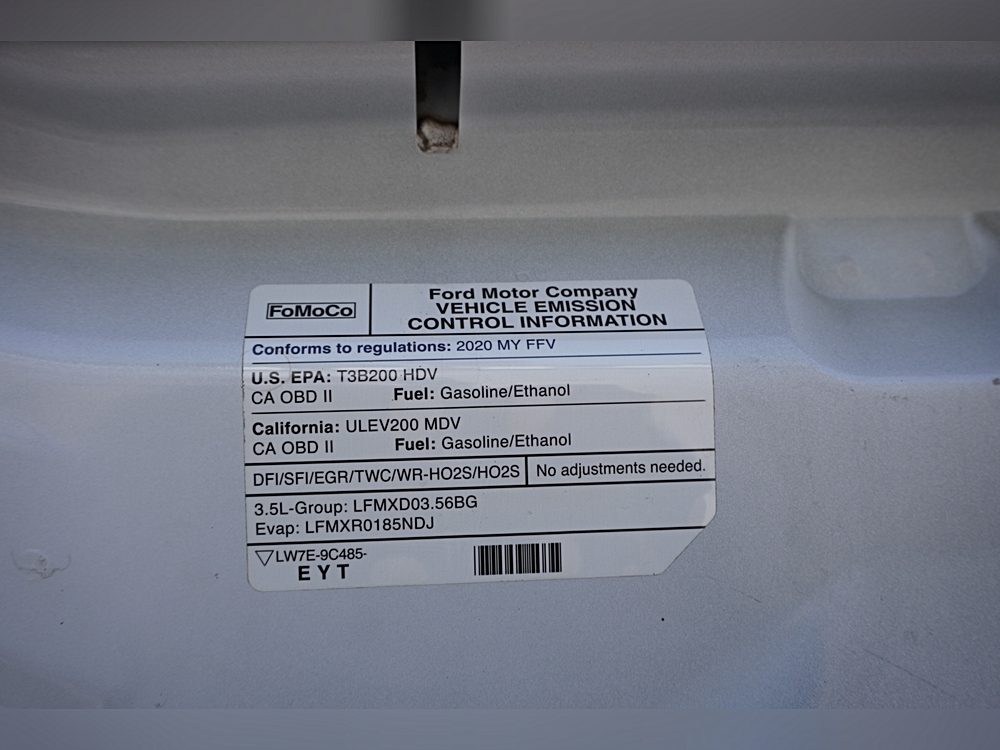 FoMoCo
Ford Motor Company
VEHICLE EMISSION
CONTROL INFORMATION
Conforms to regulations: 2020 MY FFV
U.S. EPA: T3B200 HDV
CA OBD II Fuel: Gasoline/Ethanol
California: ULEV200 MDV
CA OBD II Fuel: Gasoline/Ethanol
DFI/SFI/EGR/TWC/WR-HO2S/HO2S No adjustments needed.
3.5L-Group: LFMXD03.56BG
Evap: LFMXR0185NDJ
LW7E-9C485-
EYT